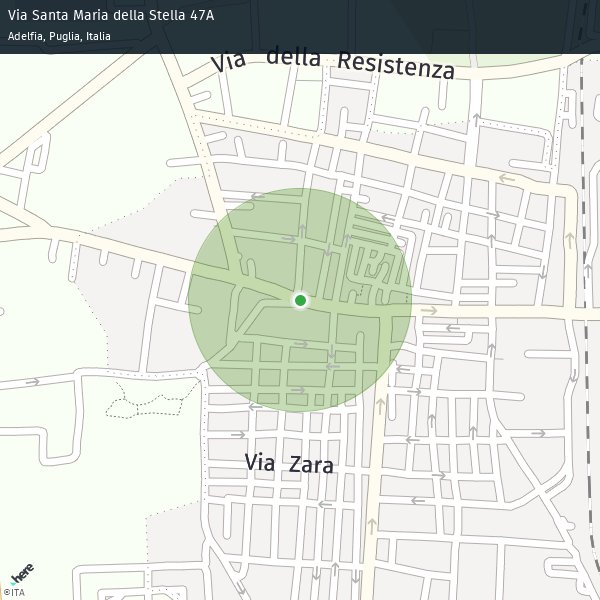 Via Santa Maria della Stella 47A
Adelfia, Puglia, Italia
Via della Resistenza
Via Zara
here
©ITA